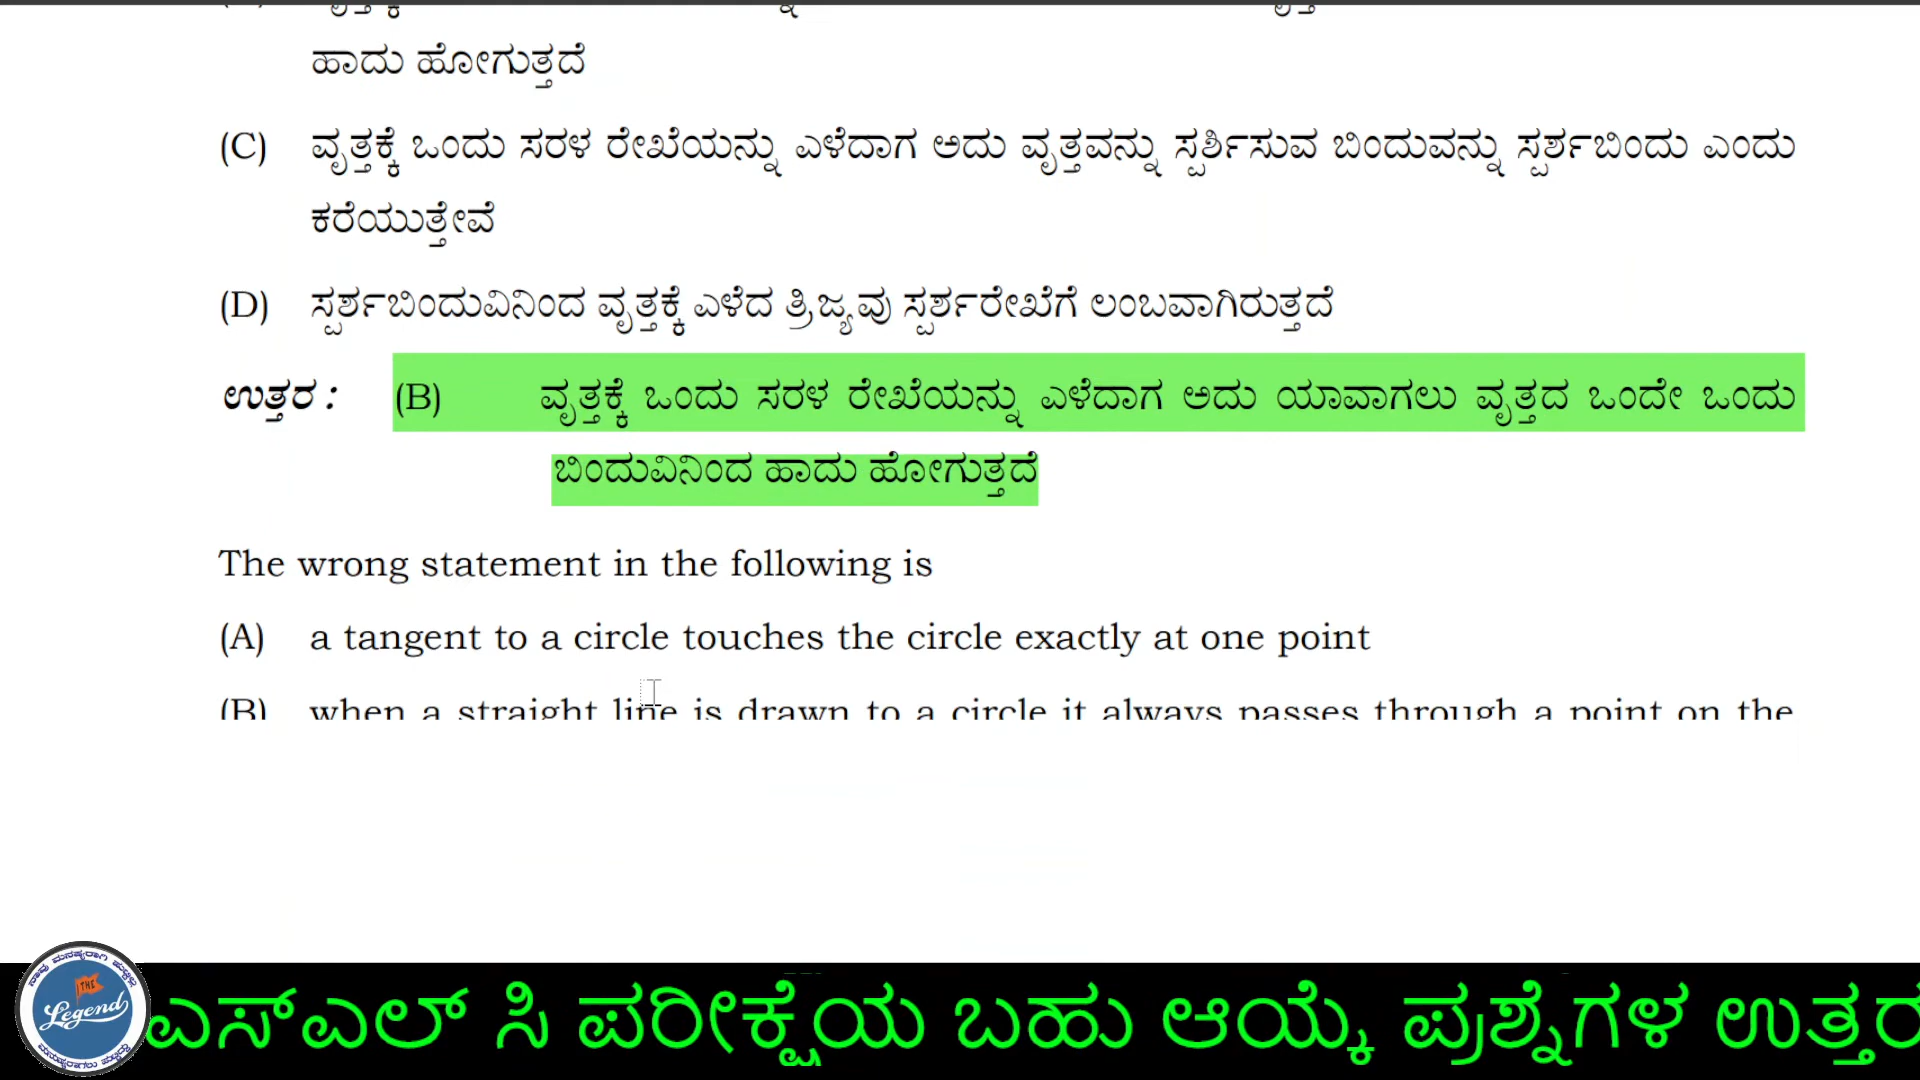 ಹಾದು ಹೋಗುತ್ತದೆ
(C) ವೃತ್ತಕ್ಕೆ ಒಂದು ಸರಳ ರೇಖೆಯನ್ನು ಎಳೆದಾಗ ಅದು ವೃತ್ತವನ್ನು ಸ್ಪರ್ಶಿಸುವ ಬಿಂದುವನ್ನು ಸ್ಪರ್ಶಬಿಂದು ಎಂದು
ಕರೆಯುತ್ತೇವೆ
(D) ಸ್ಪರ್ಶಬಿಂದುವಿನಿಂದ ವೃತ್ತಕ್ಕೆ ಎಳೆದ ತ್ರಿಜ್ಯವು ಸ್ಪರ್ಶರೇಖೆಗೆ ಲಂಬವಾಗಿರುತ್ತದೆ
ಉತ್ತರ : (B) ವೃತ್ತಕ್ಕೆ ಒಂದು ಸರಳ ರೇಖೆಯನ್ನು ಎಳೆದಾಗ ಅದು ಯಾವಾಗಲು ವೃತ್ತದ ಒಂದೇ ಒಂದು
ಬಿಂದುವಿನಿಂದ ಹಾದು ಹೋಗುತ್ತದೆ
The wrong statement in the following is
(A) a tangent to a circle touches the circle exactly at one point
(B) when a straight line is drawn to a circle it always passes through a point on the
THE
Legend
ಎಸ್ಎಲ್ ಸಿ ಪರೀಕ್ಷೆಯ ಬಹು ಆಯ್ಕೆ ಪ್ರಶ್ನೆಗಳ ಉತ್ತರ